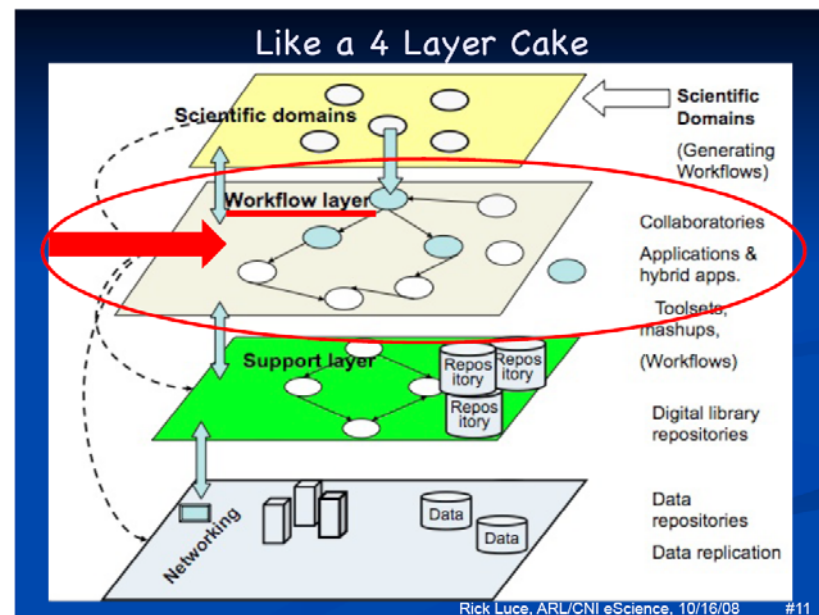 Like a 4 Layer Cake
Scientific domains
Scientific
Domains
(Generating
Workflows)
Workflow layer
Collaboratories
Applications &
hybrid apps.
Toolsets,
mashups,
(Workflows)
Support layer
Repos
itory
Repos
itory
Repos
itory
Digital library
repositories
Networking
Data
Data
Data
repositories
Data replication
Rick Luce, ARL/CNI eScience, 10/16/08 #11